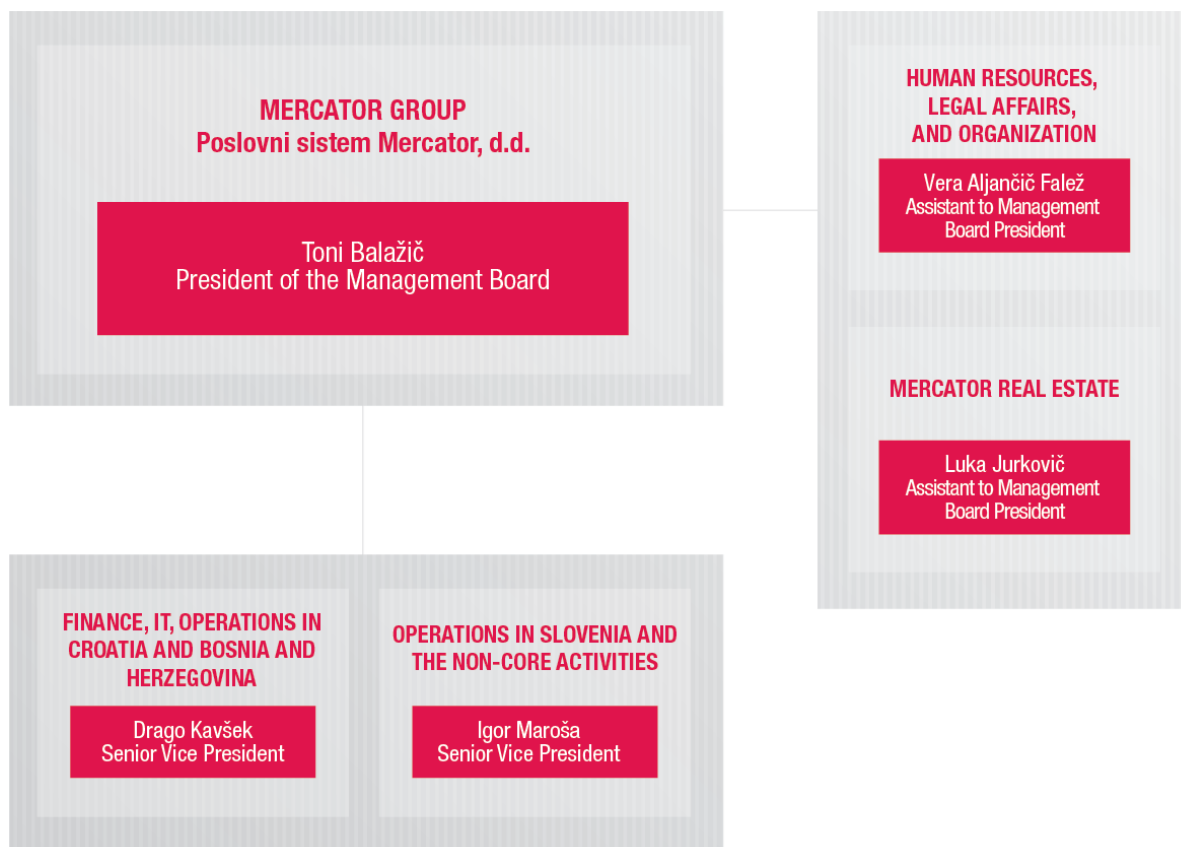 MERCATOR GROUP
Poslovni sistem Mercator, d.d.
Toni Balažič
President of the Management Board
HUMAN RESOURCES,
LEGAL AFFAIRS,
AND ORGANIZATION
Vera Aljančič Falež
Assistant to Management
Board President
MERCATOR REAL ESTATE
Luka Jurkovič
Assistant to Management
Board President
FINANCE, IT, OPERATIONS IN
CROATIA AND BOSNIA AND
HERZEGOVINA
Drago Kavšek
Senior Vice President
OPERATIONS IN SLOVENIA AND
THE NON-CORE ACTIVITIES
Igor Maroša
Senior Vice President